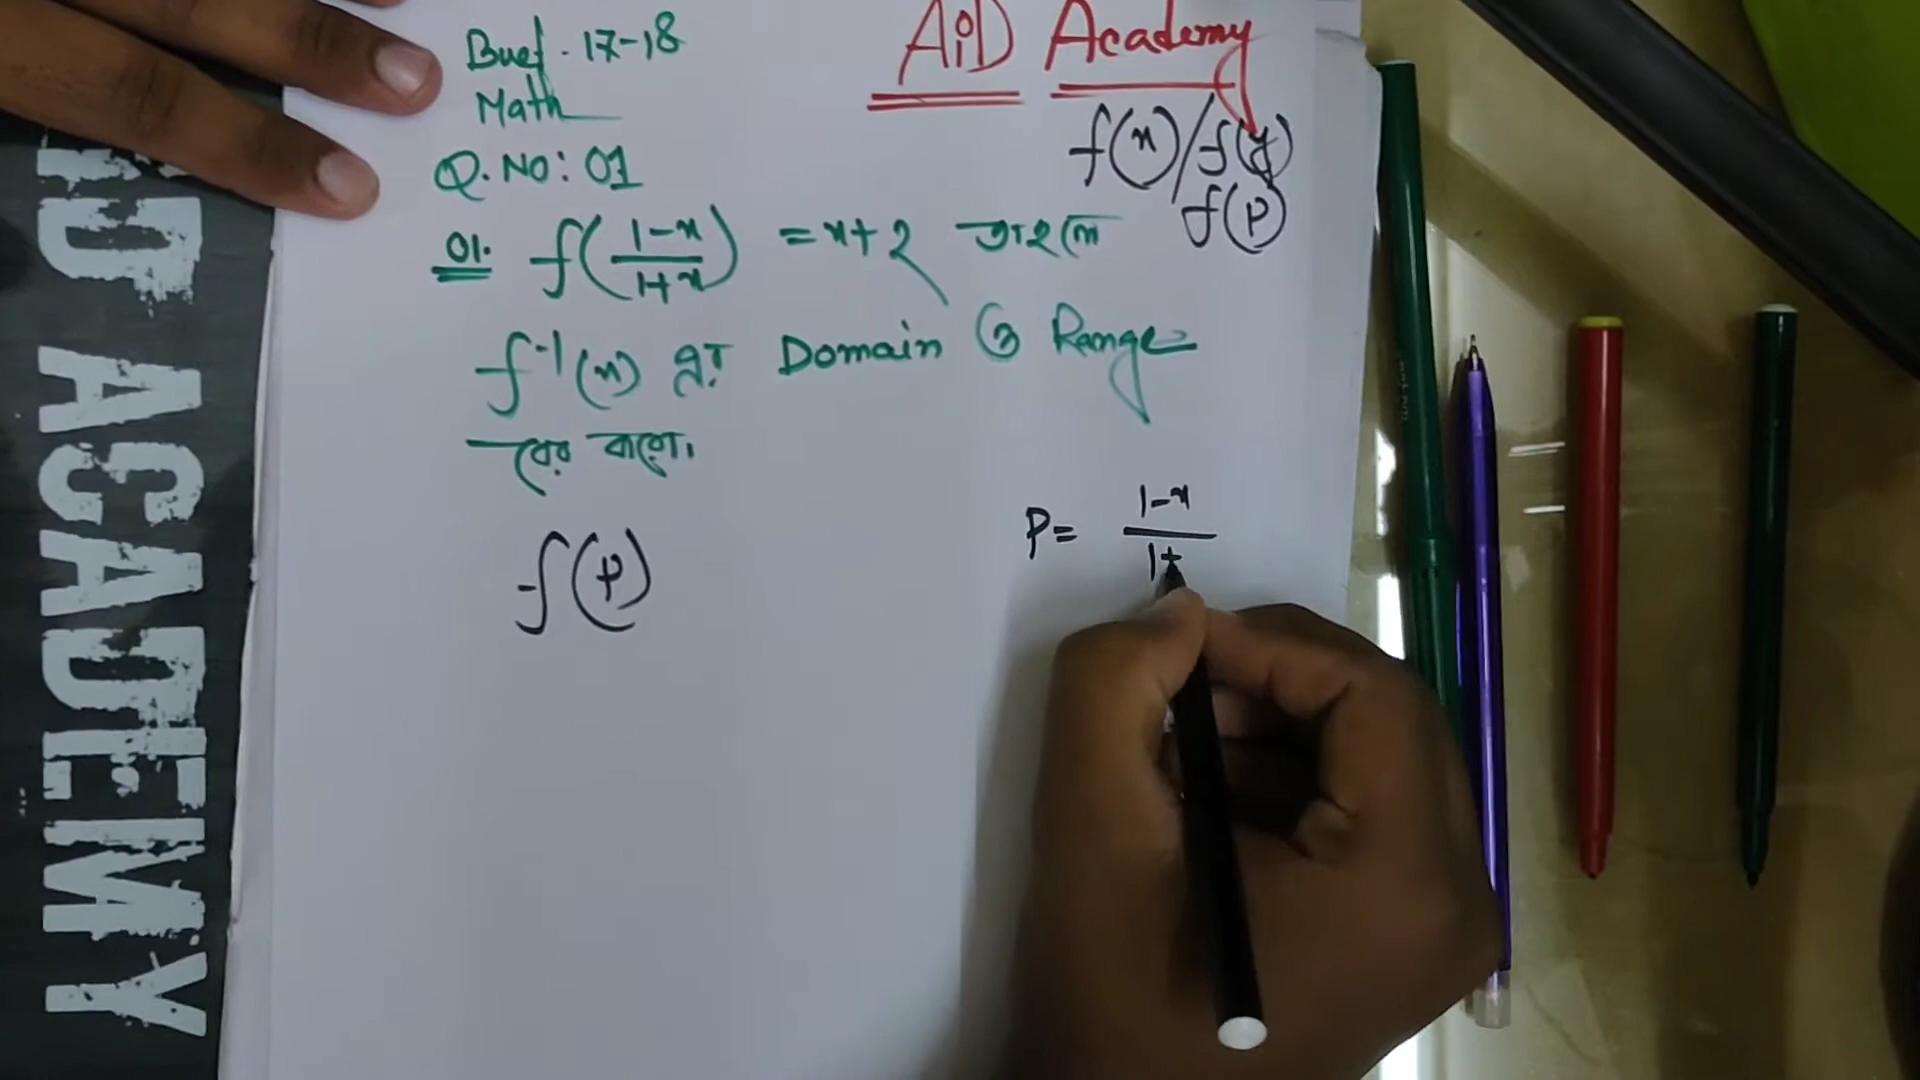 AiD Academy
Buet - 17-18
Math
Q. No: 01
f(x)/f(y)
f(p)
01. f(1-x/1+x) = x+2 তাহলে
f⁻¹(x) এর Domain ও Range
বের করো।
f(p)
P = 1-x/1+
D ACADEMY